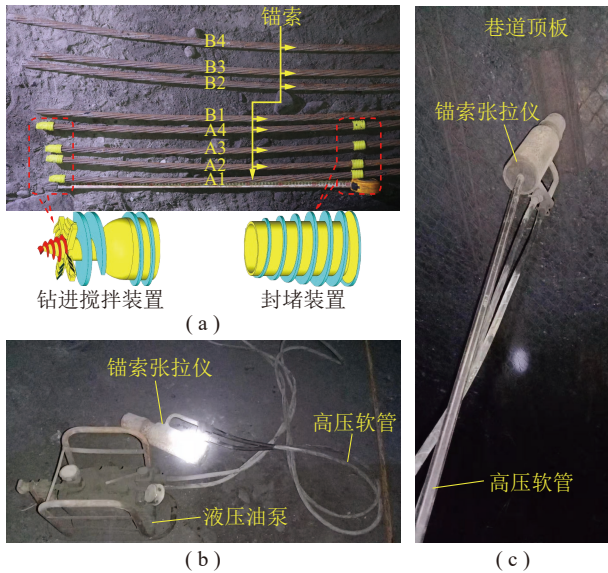 锚索
B4
B3
B2
B1
A4
A3
A2
A1
钻进搅拌装置
封堵装置
( a )
锚索张拉仪
高压软管
液压油泵
( b )
巷道顶板
锚索张拉仪
高压软管
( c )